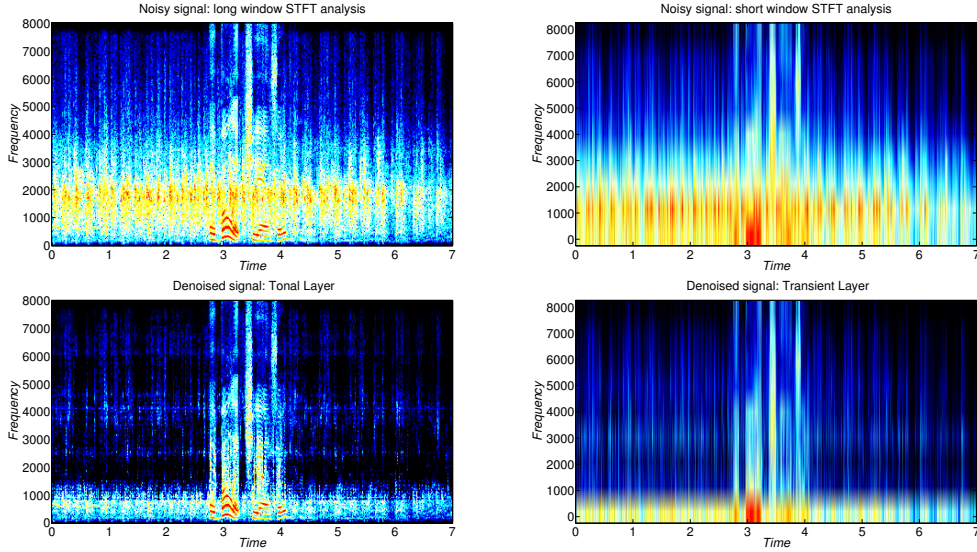 Noisy signal: long window STFT analysis
8000
7000
6000
5000
4000
3000
2000
1000
0
Frequency
0 1 2 3 4 5 6 7
Time
Noisy signal: short window STFT analysis
8000
7000
6000
5000
4000
3000
2000
1000
0
Frequency
0 1 2 3 4 5 6 7
Time
Denoised signal: Tonal Layer
8000
7000
6000
5000
4000
3000
2000
1000
0
Frequency
0 1 2 3 4 5 6 7
Time
Denoised signal: Transient Layer
8000
7000
6000
5000
4000
3000
2000
1000
0
Frequency
0 1 2 3 4 5 6 7
Time